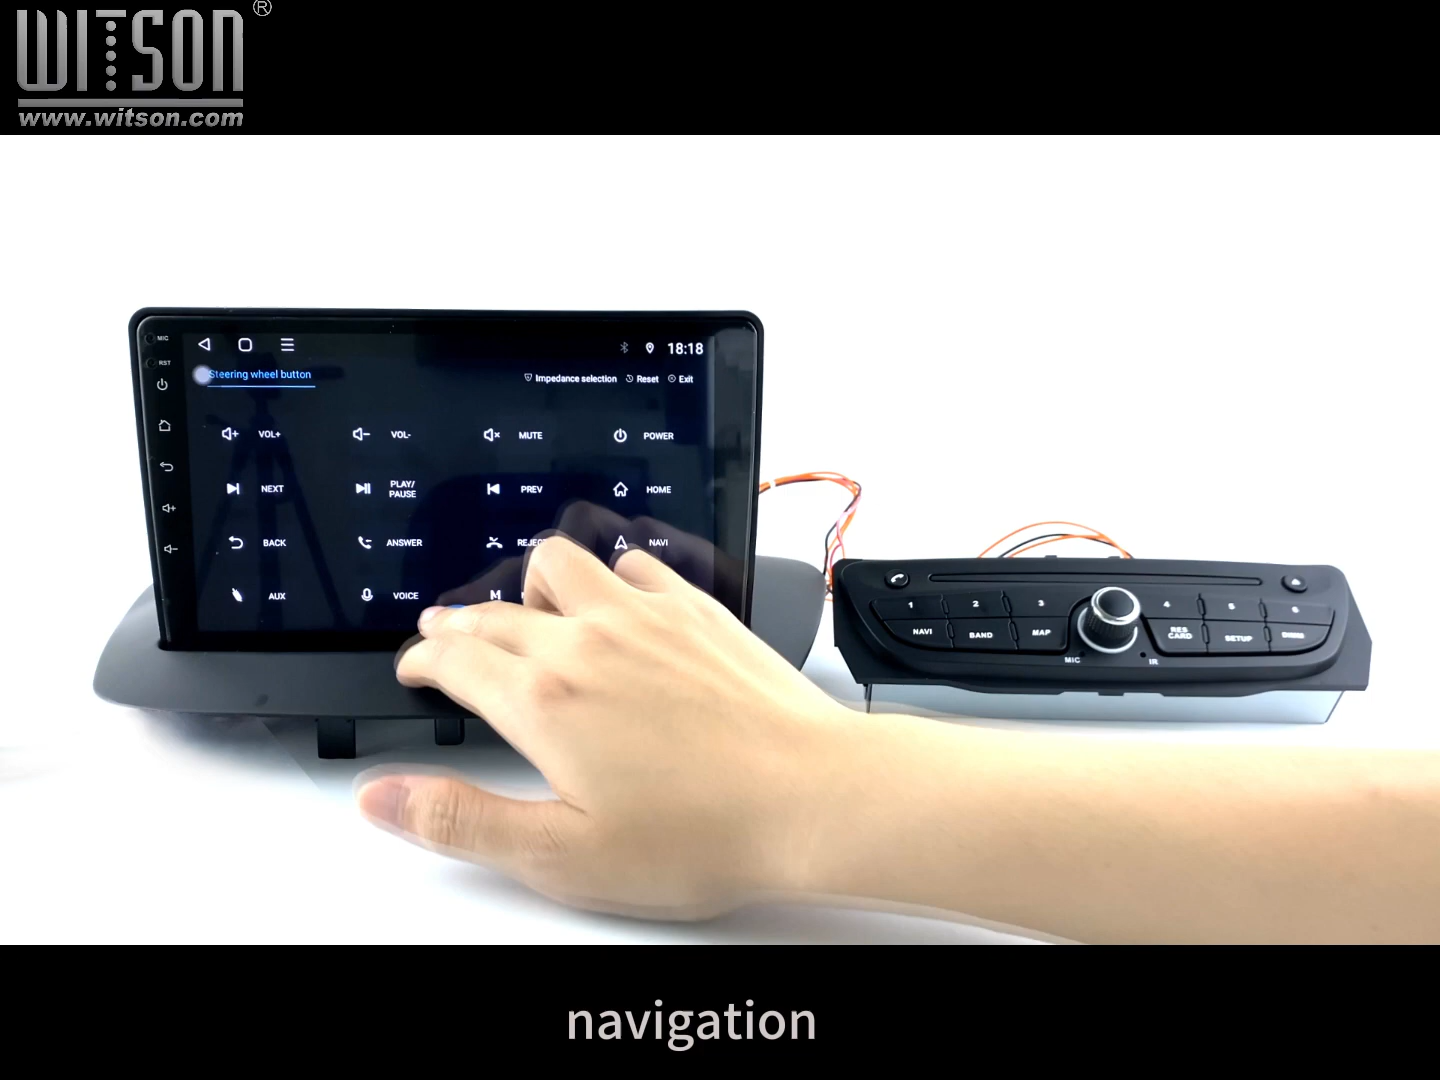 WITSON®
www.witson.com
MIC
RST
18:18
Steering wheel button
Impedance selection Reset Exit
VOL+ VOL- MUTE POWER
NEXT PLAY/
PAUSE PREV HOME
BACK ANSWER NAVI
AUX VOICE M
1 2 3 4 5 6
NAVI BAND MAP RES
CARD SETUP DIMM
MIC IR
navigation